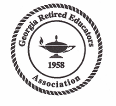 Georgia Retired Educators
1958
Association